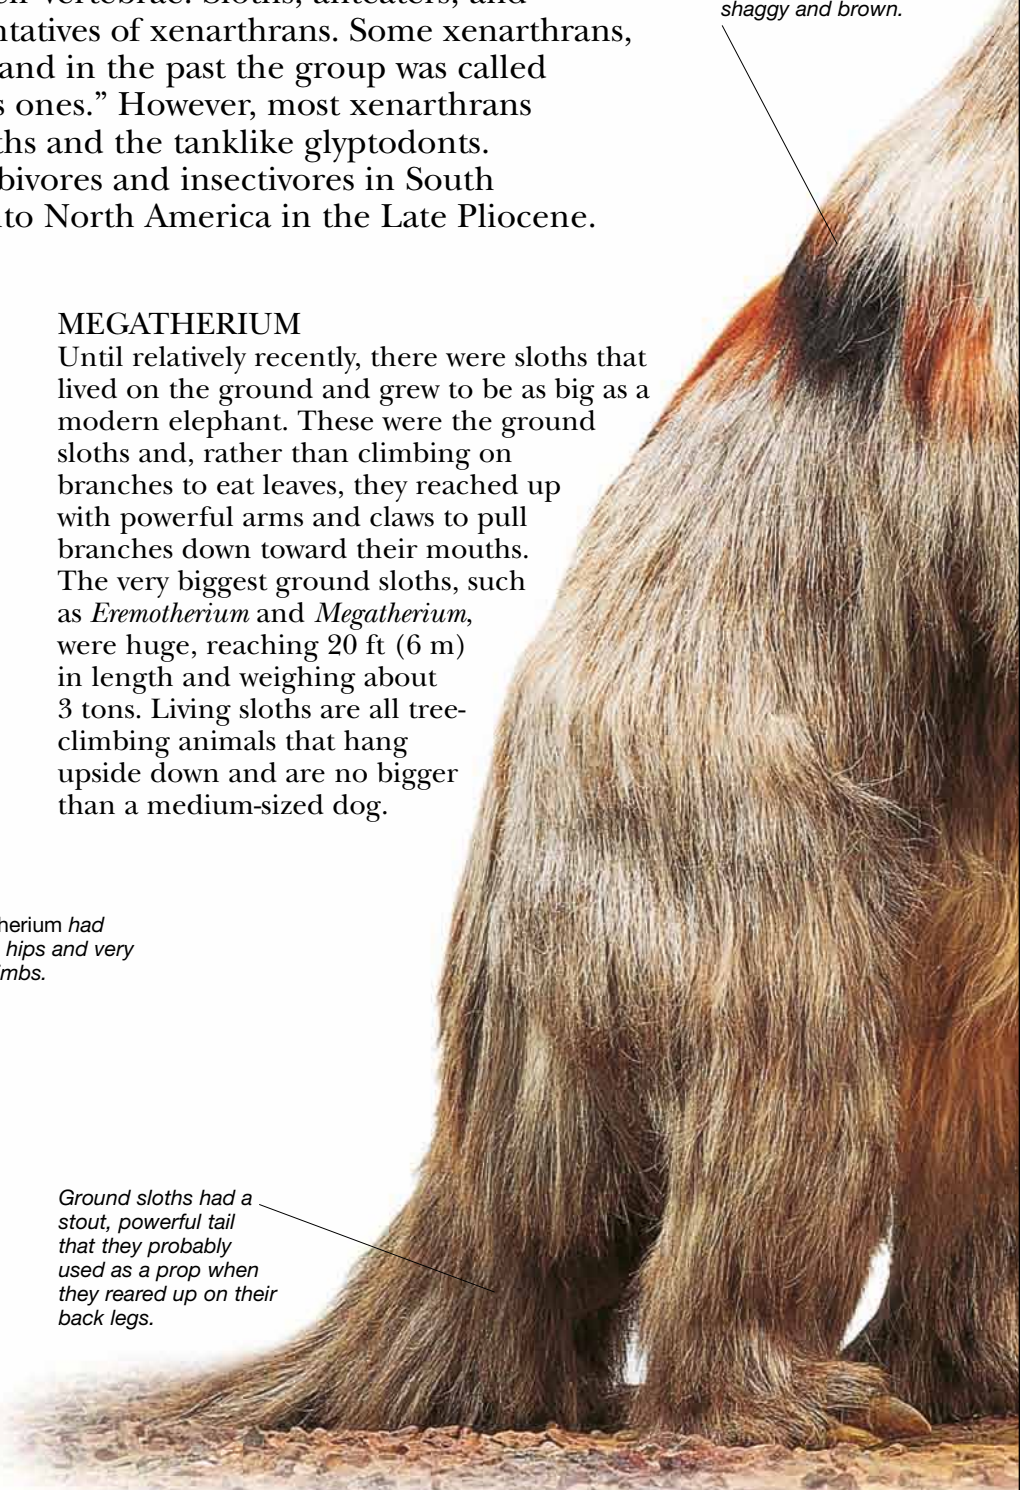 vertebrae. Sloths, anteaters, and
of xenarthrans. Some xenarthrans,
and in the past the group was called
ones.” However, most xenarthrans
and the tanklike glyptodonts.
and insectivores in South
to North America in the Late Pliocene.
shaggy and brown.
MEGATHERIUM
Until relatively recently, there were sloths that
lived on the ground and grew to be as big as a
modern elephant. These were the ground
sloths and, rather than climbing on
branches to eat leaves, they reached up
with powerful arms and claws to pull
branches down toward their mouths.
The very biggest ground sloths, such
as Eremotherium and Megatherium,
were huge, reaching 20 ft (6 m)
in length and weighing about
3 tons. Living sloths are all tree-
climbing animals that hang
upside down and are no bigger
than a medium-sized dog.
had
hips and very
Ground sloths had a
stout, powerful tail
that they probably
used as a prop when
they reared up on their
back legs.